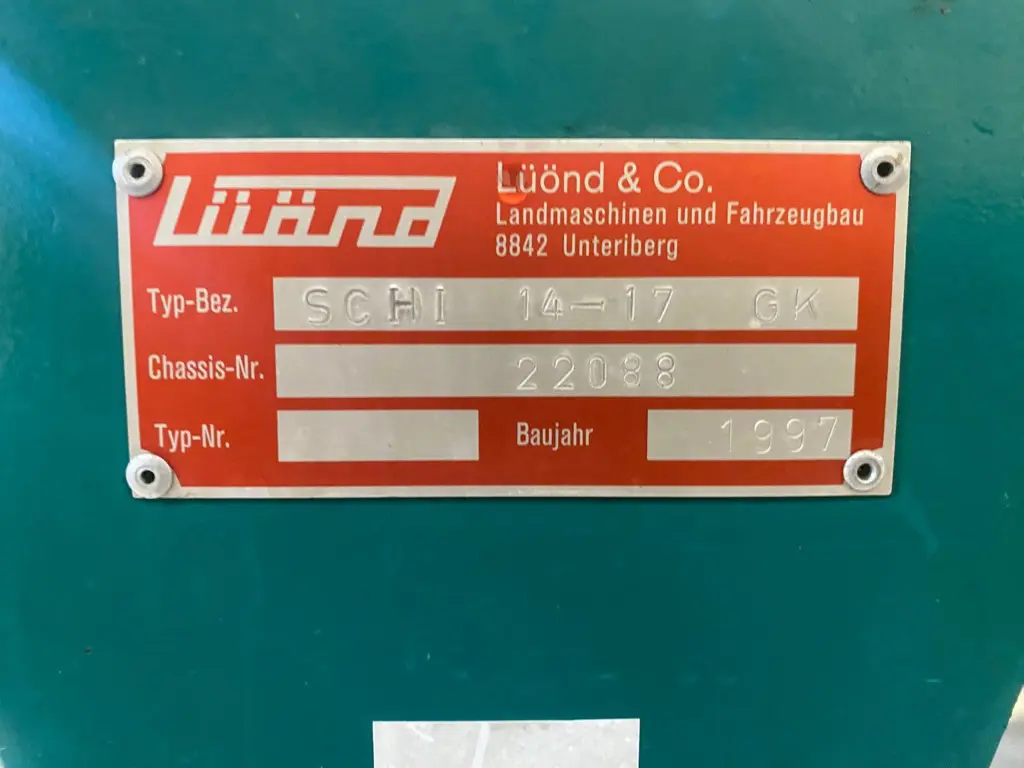 Lüönd
Lüönd & Co.
Landmaschinen und Fahrzeugbau
8842 Unteriberg
Typ-Bez. SCHI 14-17 GK
Chassis-Nr. 22088
Typ-Nr. Baujahr 1997